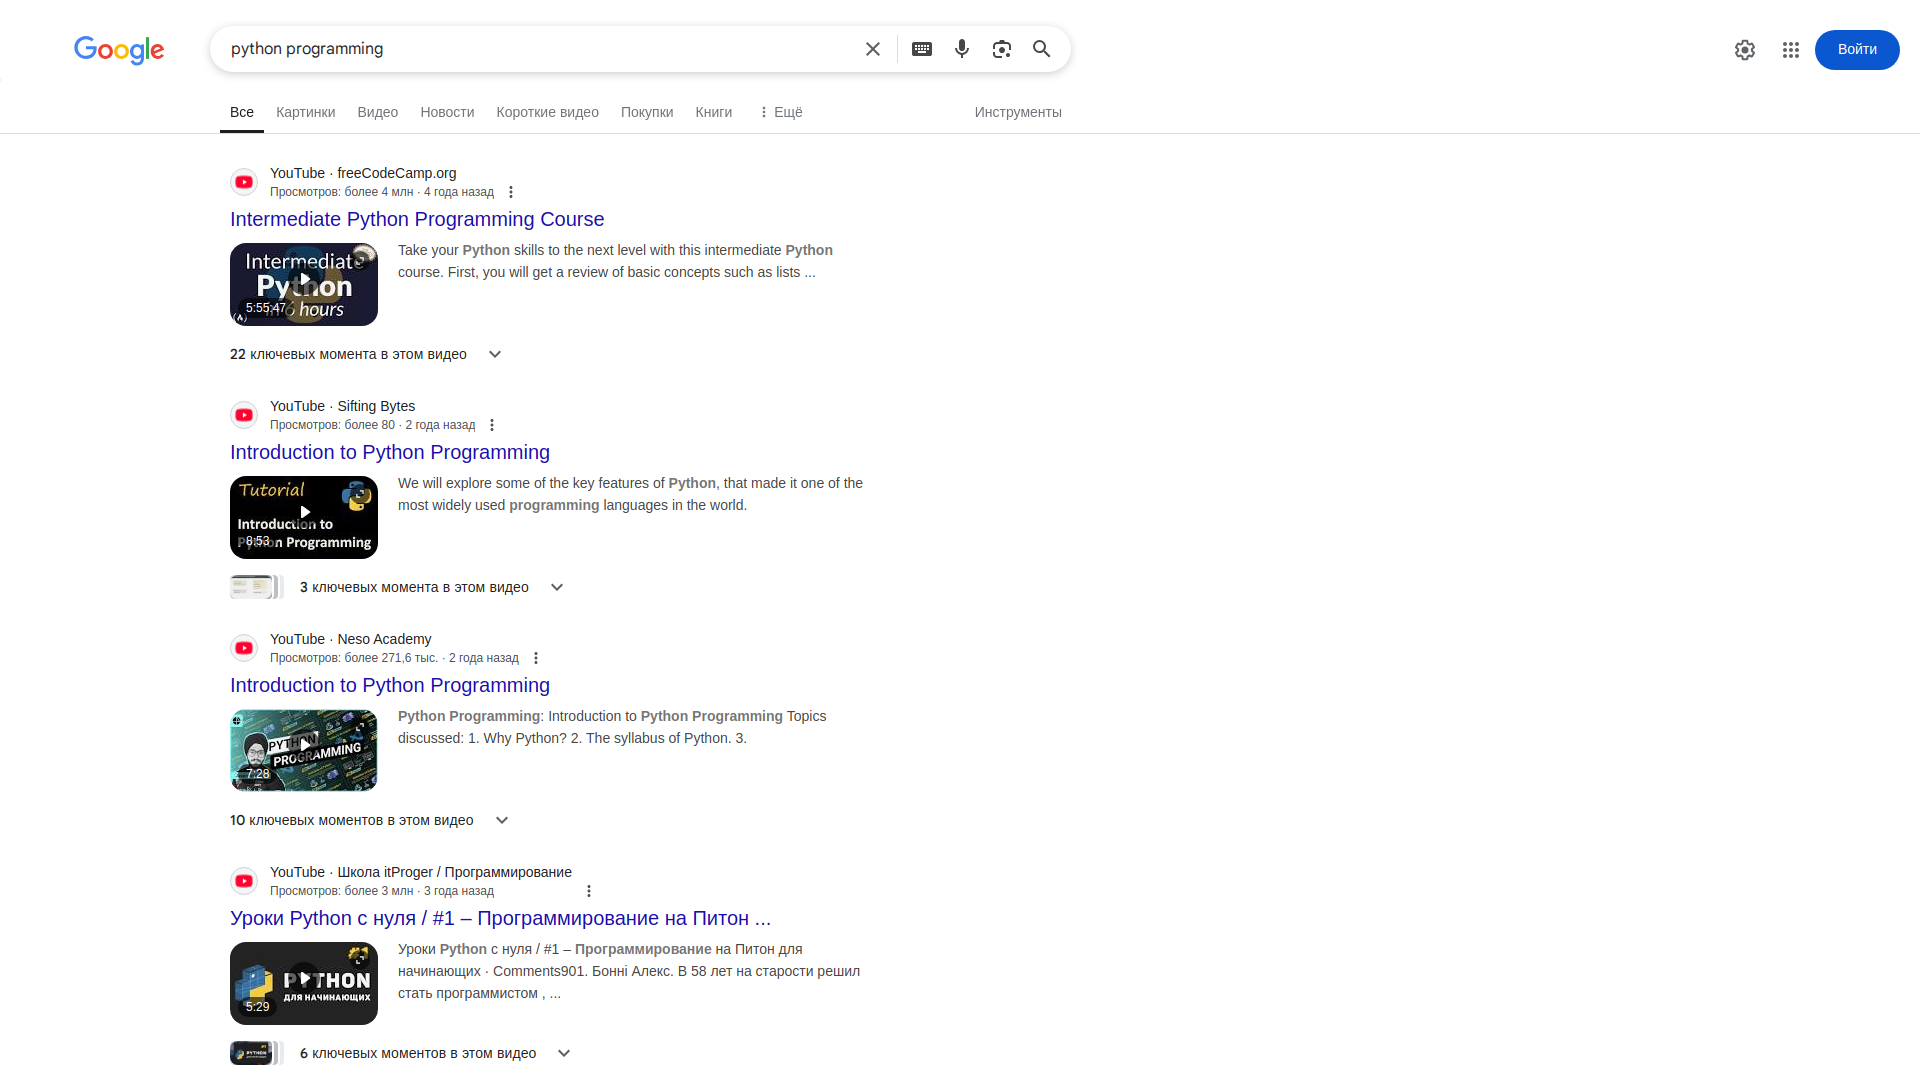 Google
python programming
Войти
Все
Картинки
Видео
Новости
Короткие видео
Покупки
Книги
Ещё
Инструменты
YouTube · freeCodeCamp.org
Просмотров: более 4 млн · 4 года назад
Intermediate Python Programming Course
Intermediate
Python
in 6 hours
5:55:47
Take your Python skills to the next level with this intermediate Python
course. First, you will get a review of basic concepts such as lists ...
22 ключевых момента в этом видео
YouTube · Sifting Bytes
Просмотров: более 80 · 2 года назад
Introduction to Python Programming
Tutorial
Introduction to
Python Programming
8:53
We will explore some of the key features of Python, that made it one of the
most widely used programming languages in the world.
3 ключевых момента в этом видео
YouTube · Neso Academy
Просмотров: более 271,6 тыс. · 2 года назад
Introduction to Python Programming
PYTHON
PROGRAMMING
7:28
Python Programming: Introduction to Python Programming Topics
discussed: 1. Why Python? 2. The syllabus of Python. 3.
10 ключевых моментов в этом видео
YouTube · Школа itProger / Программирование
Просмотров: более 3 млн · 3 года назад
Уроки Python с нуля / #1 – Программирование на Питон ...
PYTHON
ДЛЯ НАЧИНАЮЩИХ
5:29
Уроки Python с нуля / #1 – Программирование на Питон для
начинающих · Comments901. Бонні Алекс. В 58 лет на старости решил
стать программистом , ...
PYTHON
6 ключевых моментов в этом видео